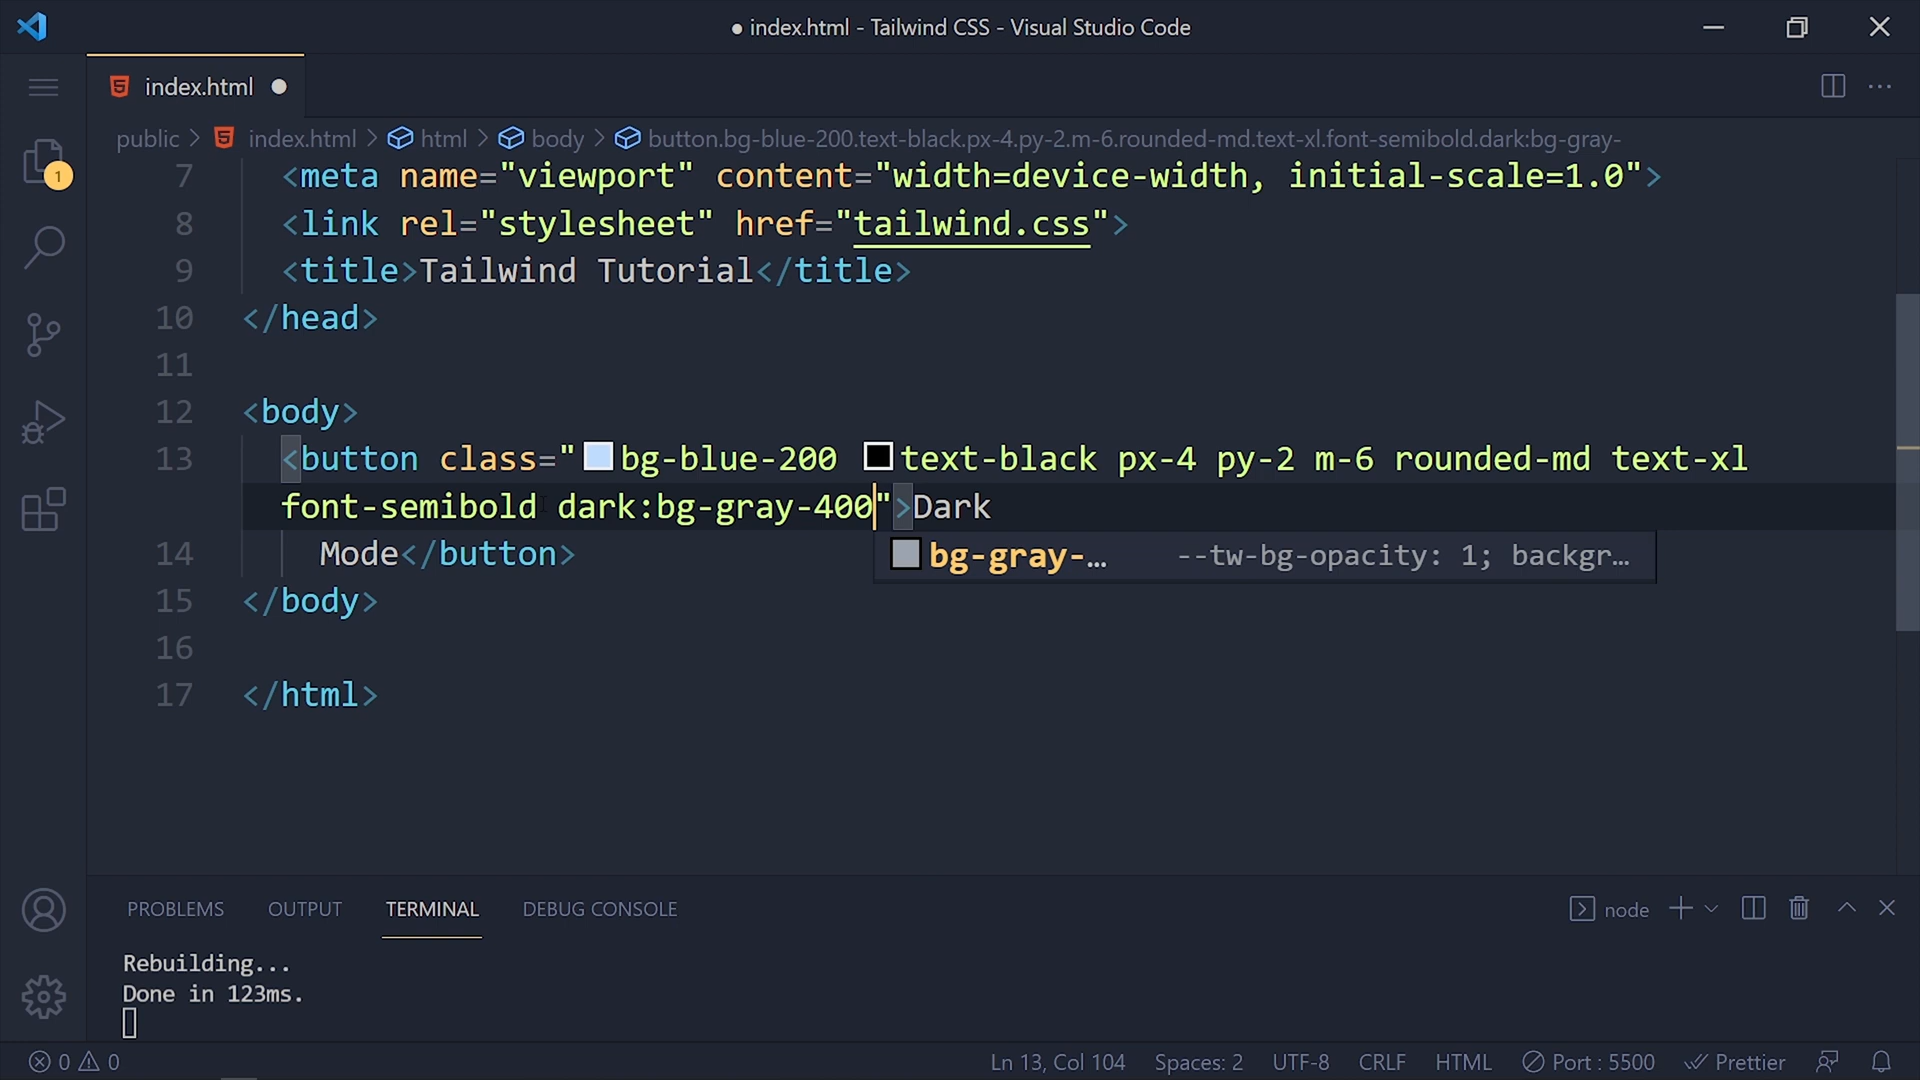 ● index.html - Tailwind CSS - Visual Studio Code
index.html ●
public > index.html > html > body > button.bg-blue-200.text-black.px-4.py-2.m-6.rounded-md.text-xl.font-semibold.dark:bg-gray-
7 <meta name="viewport" content="width=device-width, initial-scale=1.0">
8 <link rel="stylesheet" href="tailwind.css">
9 <title>Tailwind Tutorial</title>
10 </head>
11
12 <body>
13 <button class="bg-blue-200 text-black px-4 py-2 m-6 rounded-md text-xl
font-semibold dark:bg-gray-400">Dark
bg-gray-… --tw-bg-opacity: 1; backgr…
14 Mode</button>
15 </body>
16
17 </html>
1
PROBLEMS OUTPUT TERMINAL DEBUG CONSOLE node
Rebuilding...
Done in 123ms.
0 0 Ln 13, Col 104 Spaces: 2 UTF-8 CRLF HTML Port : 5500 Prettier